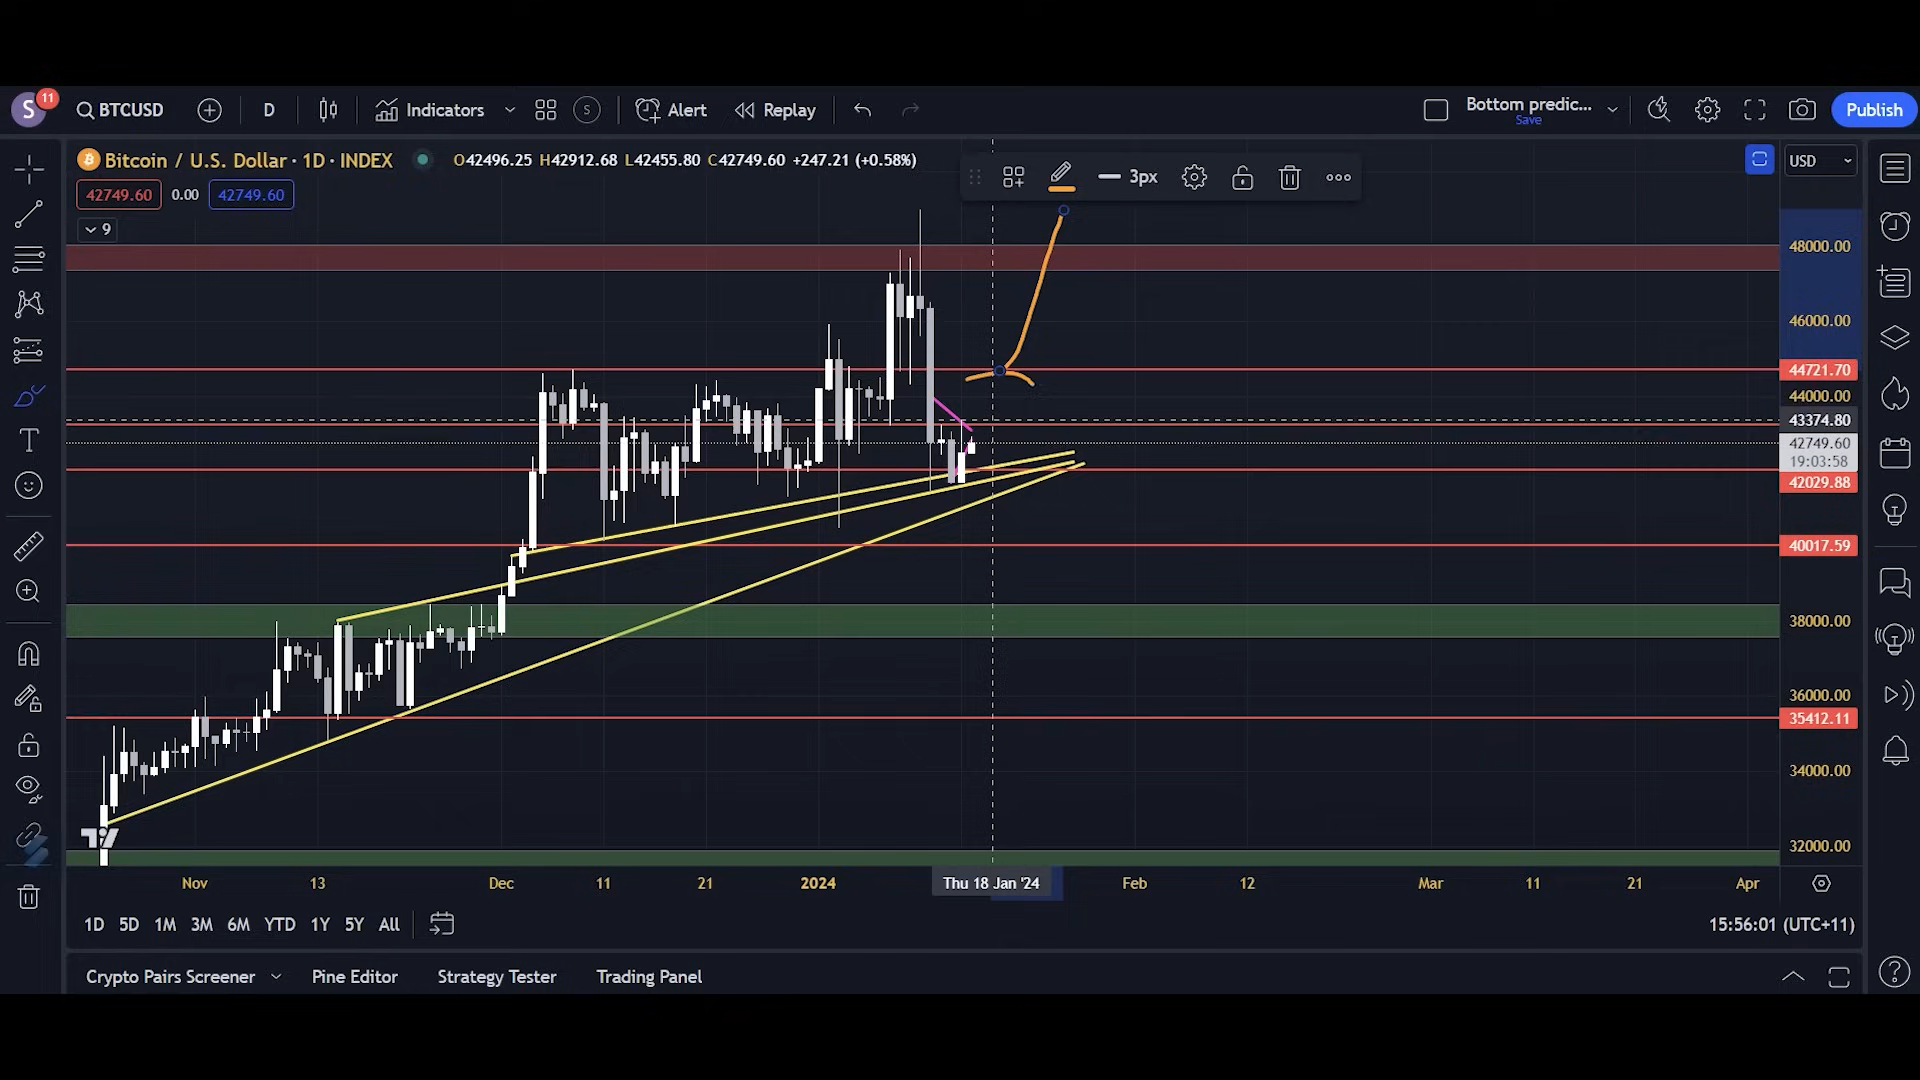 S 11 BTCUSD D Indicators S Alert Replay Bottom predic... Save Publish
Bitcoin / U.S. Dollar · 1D · INDEX O42496.25 H42912.68 L42455.80 C42749.60 +247.21 (+0.58%) USD
42749.60 0.00 42749.60 3px
9
48000.00
46000.00
44721.70
44000.00
43374.80
42749.60
19:03:58
42029.88
40017.59
38000.00
36000.00
35412.11
34000.00
32000.00
Nov 13 Dec 11 21 2024 Thu 18 Jan '24 Feb 12 Mar 11 21 Apr
1D 5D 1M 3M 6M YTD 1Y 5Y All 15:56:01 (UTC+11)
Crypto Pairs Screener Pine Editor Strategy Tester Trading Panel